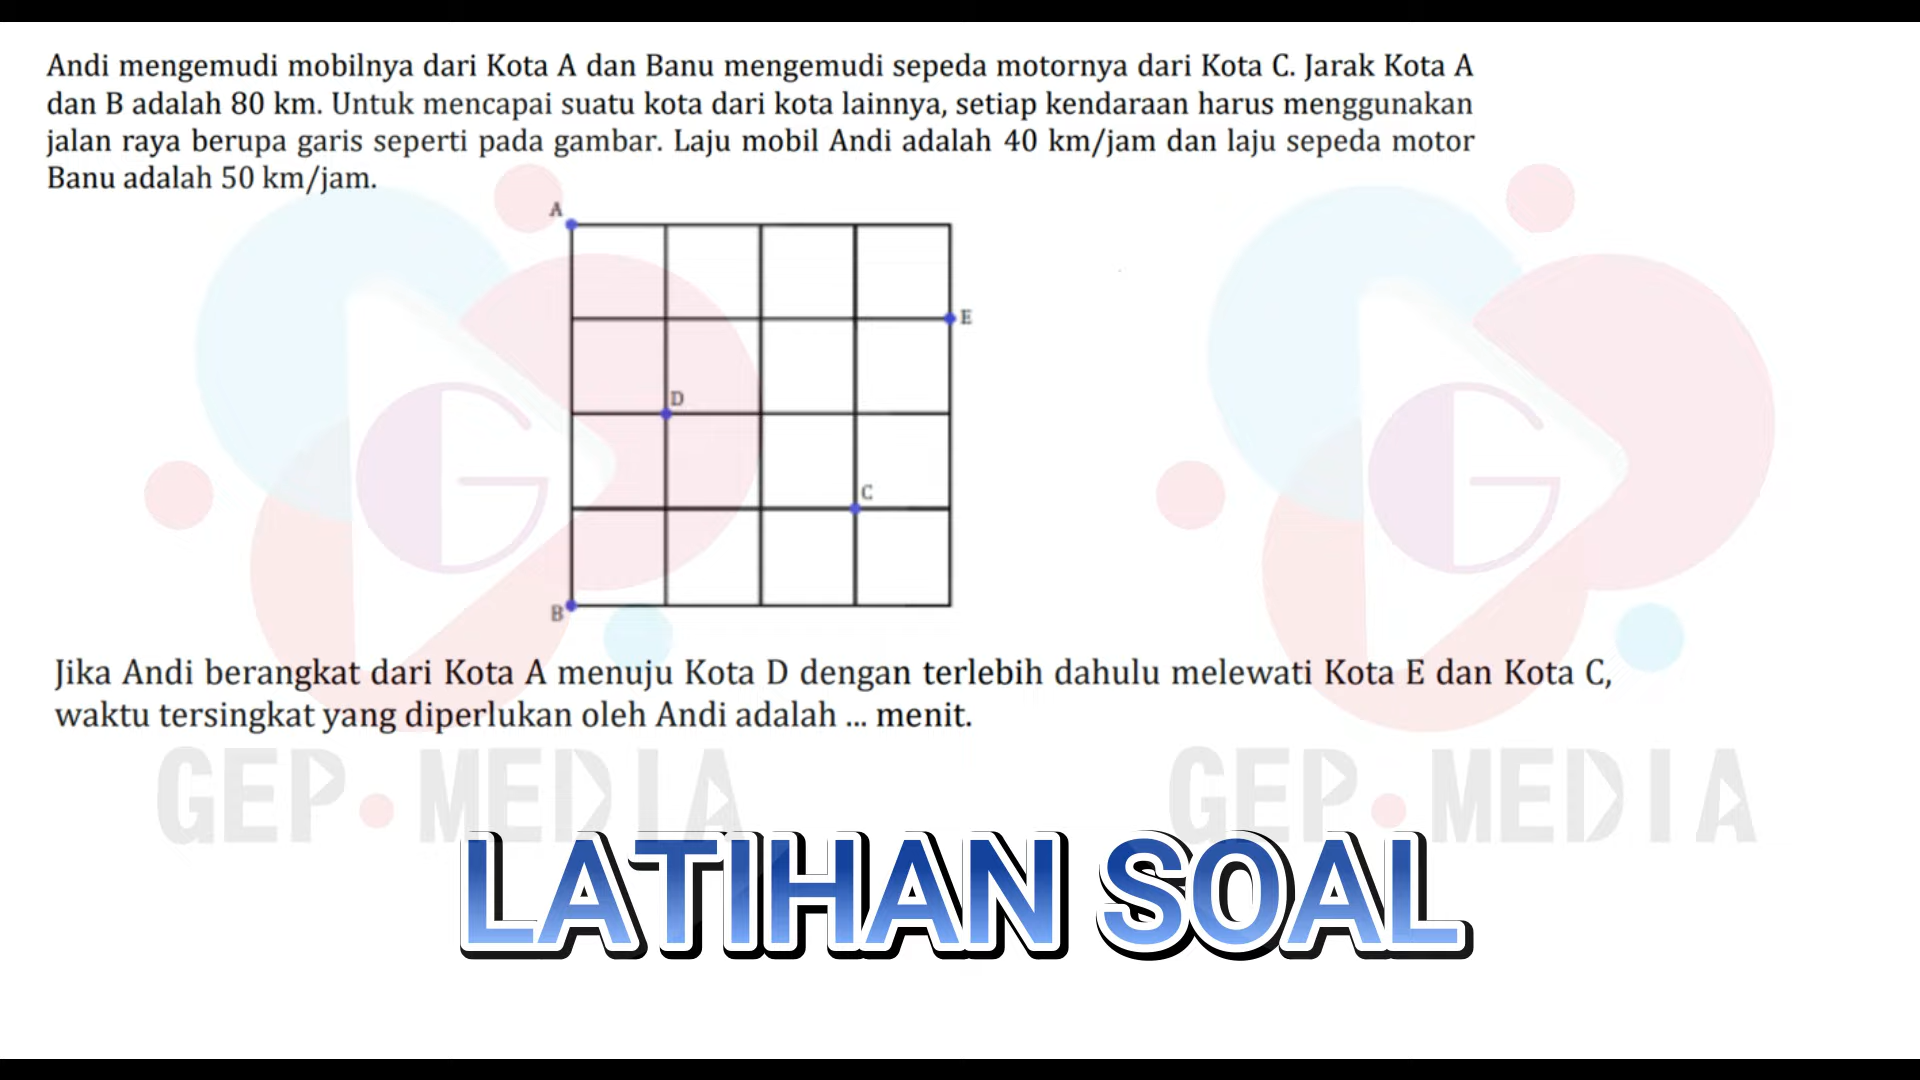 Andi mengemudi mobilnya dari Kota A dan Banu mengemudi sepeda motornya dari Kota C. Jarak Kota A
dan B adalah 80 km. Untuk mencapai suatu kota dari kota lainnya, setiap kendaraan harus menggunakan
jalan raya berupa garis seperti pada gambar. Laju mobil Andi adalah 40 km/jam dan laju sepeda motor
Banu adalah 50 km/jam.
A
E
D
C
B
Jika Andi berangkat dari Kota A menuju Kota D dengan terlebih dahulu melewati Kota E dan Kota C,
waktu tersingkat yang diperlukan oleh Andi adalah ... menit.
GEP MEDIA
GEP MEDIA
LATIHAN SOAL